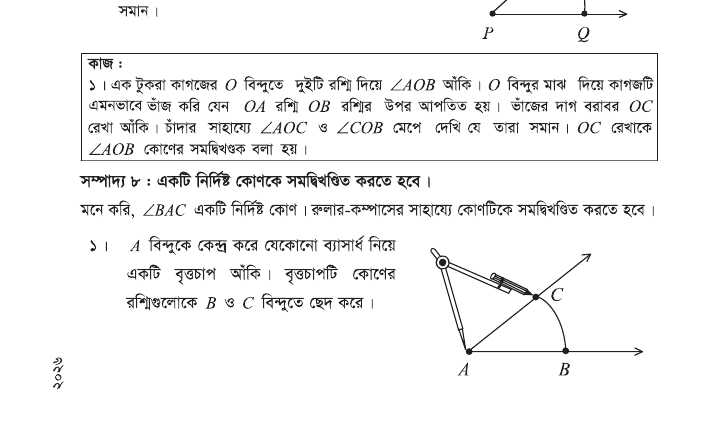 সমান ।
P Q
কাজ :
১ । এক টুকরা কাগজের O বিন্দুতে দুইটি রশ্মি দিয়ে ∠AOB আঁকি । O বিন্দুর মাঝ দিয়ে কাগজটি
এমনভাবে ভাঁজ করি যেন OA রশ্মি OB রশ্মির উপর আপতিত হয় । ভাঁজের দাগ বরাবর OC
রেখা আঁকি । চাঁদার সাহায্যে ∠AOC ও ∠COB মেপে দেখি যে তারা সমান । OC রেখাকে
∠AOB কোণের সমদ্বিখণ্ডক বলা হয় ।
সম্পাদ্য ৮ : একটি নির্দিষ্ট কোণকে সমদ্বিখণ্ডিত করতে হবে ।
মনে করি, ∠BAC একটি নির্দিষ্ট কোণ । রুলার-কম্পাসের সাহায্যে কোণটিকে সমদ্বিখণ্ডিত করতে হবে ।
১ । A বিন্দুকে কেন্দ্র করে যেকোনো ব্যাসার্ধ নিয়ে
একটি বৃত্তচাপ আঁকি । বৃত্তচাপটি কোণের
রশ্মিগুলোকে B ও C বিন্দুতে ছেদ করে ।
C
A B
২০২৬